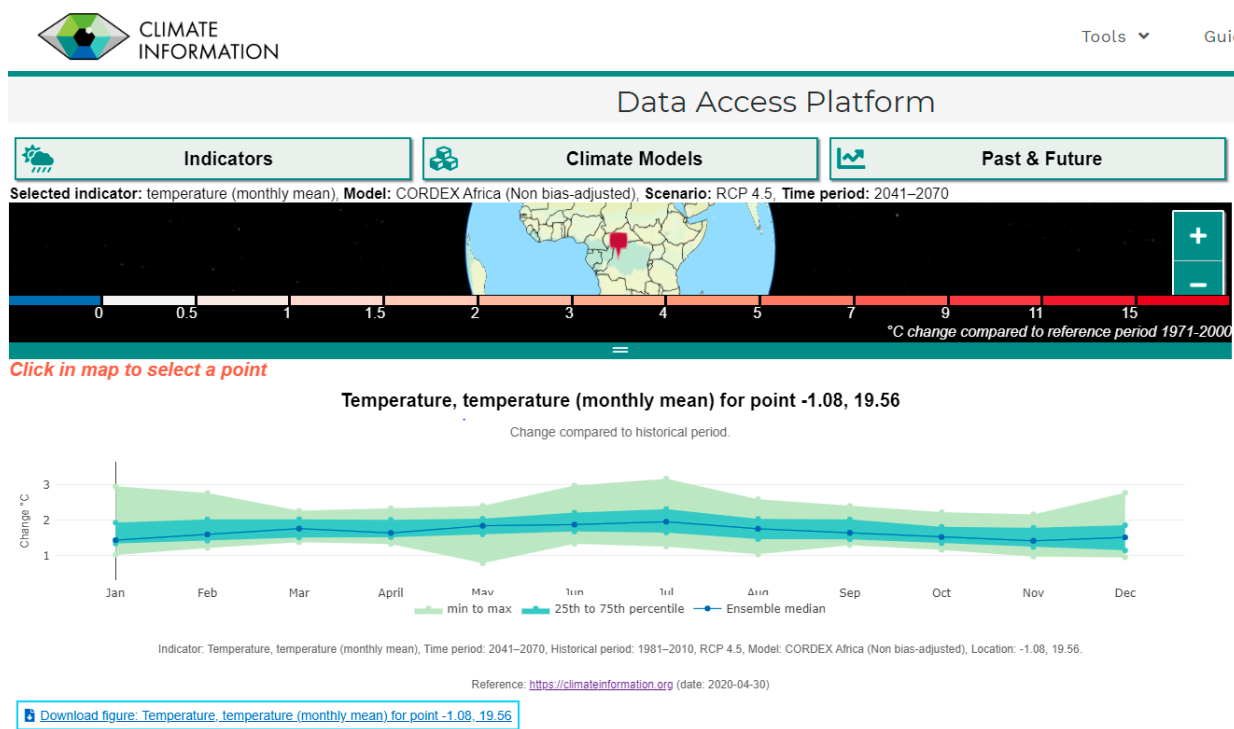 CLIMATE
INFORMATION
Tools
Gui
Data Access Platform
Indicators
Climate Models
Past & Future
Selected indicator: temperature (monthly mean), Model: CORDEX Africa (Non bias-adjusted), Scenario: RCP 4.5, Time period: 2041–2070
+
−
0 0.5 1 1.5 2 3 4 5 7 9 11 15
°C change compared to reference period 1971-2000
Click in map to select a point
Temperature, temperature (monthly mean) for point -1.08, 19.56
Change compared to historical period.
Change °C
3
2
1
Jan Feb Mar April May Jun Jul Aug Sep Oct Nov Dec
min to max 25th to 75th percentile Ensemble median
Indicator: Temperature, temperature (monthly mean), Time period: 2041–2070, Historical period: 1981–2010, RCP 4.5, Model: CORDEX Africa (Non bias-adjusted), Location: -1.08, 19.56.
Reference: https://climateinformation.org (date: 2020-04-30)
Download figure: Temperature, temperature (monthly mean) for point -1.08, 19.56